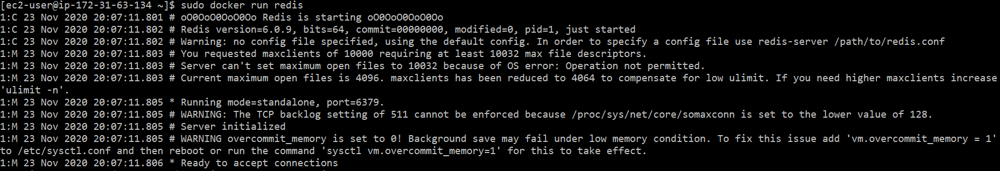 [ec2-user@ip-172-31-63-134 ~]$ sudo docker run redis
1:C 23 Nov 2020 20:07:11.801 # oO0OoO0OoO0Oo Redis is starting oO0OoO0OoO0Oo
1:C 23 Nov 2020 20:07:11.802 # Redis version=6.0.9, bits=64, commit=00000000, modified=0, pid=1, just started
1:C 23 Nov 2020 20:07:11.802 # Warning: no config file specified, using the default config. In order to specify a config file use redis-server /path/to/redis.conf
1:M 23 Nov 2020 20:07:11.803 # You requested maxclients of 10000 requiring at least 10032 max file descriptors.
1:M 23 Nov 2020 20:07:11.803 # Server can't set maximum open files to 10032 because of OS error: Operation not permitted.
1:M 23 Nov 2020 20:07:11.803 # Current maximum open files is 4096. maxclients has been reduced to 4064 to compensate for low ulimit. If you need higher maxclients increase
'ulimit -n'.
1:M 23 Nov 2020 20:07:11.805 * Running mode=standalone, port=6379.
1:M 23 Nov 2020 20:07:11.805 # WARNING: The TCP backlog setting of 511 cannot be enforced because /proc/sys/net/core/somaxconn is set to the lower value of 128.
1:M 23 Nov 2020 20:07:11.805 # Server initialized
1:M 23 Nov 2020 20:07:11.805 # WARNING overcommit_memory is set to 0! Background save may fail under low memory condition. To fix this issue add 'vm.overcommit_memory = 1'
to /etc/sysctl.conf and then reboot or run the command 'sysctl vm.overcommit_memory=1' for this to take effect.
1:M 23 Nov 2020 20:07:11.806 * Ready to accept connections